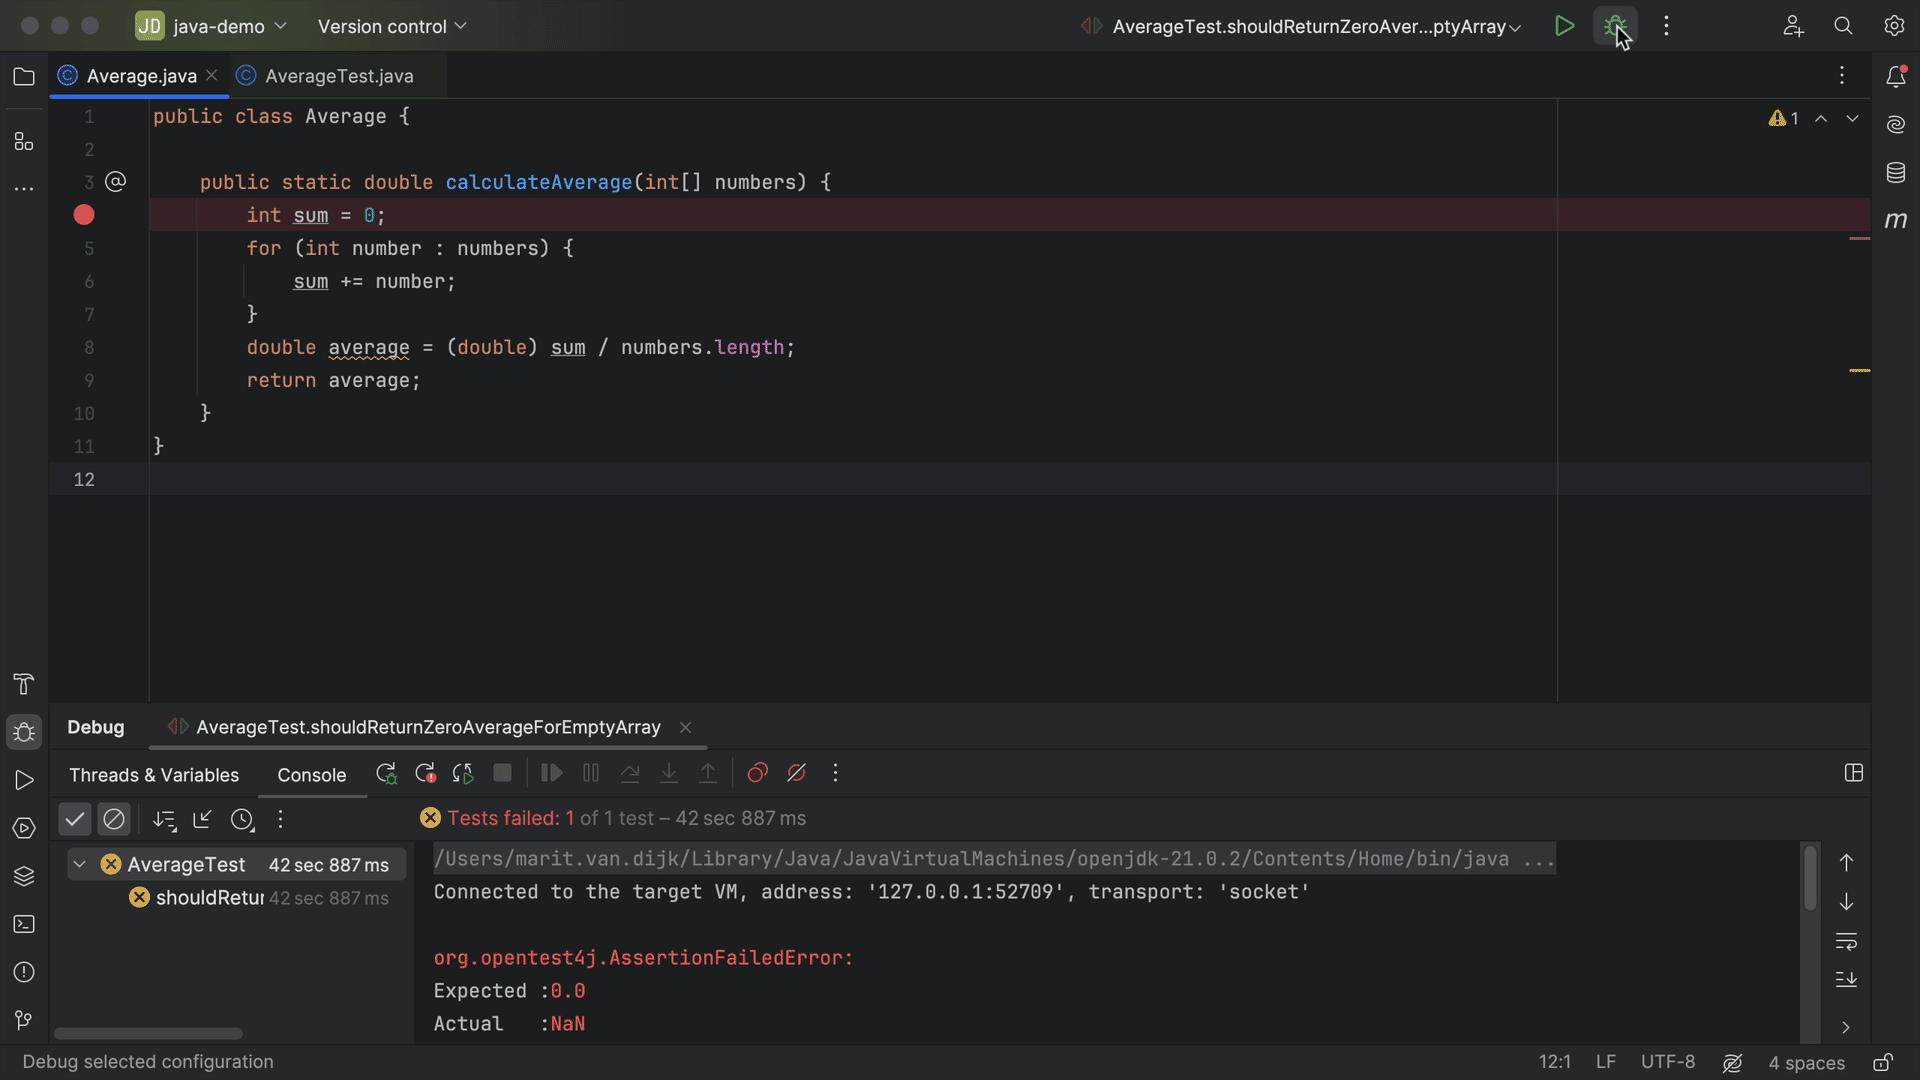 JD java-demo Version control AverageTest.shouldReturnZeroAver...ptyArray
Average.java AverageTest.java
1 public class Average {
1
2
3 @ public static double calculateAverage(int[] numbers) {
int sum = 0;
5 for (int number : numbers) {
6 sum += number;
7 }
8 double average = (double) sum / numbers.length;
9 return average;
10 }
11 }
12
m
Debug AverageTest.shouldReturnZeroAverageForEmptyArray
Threads & Variables Console
Tests failed: 1 of 1 test – 42 sec 887 ms
AverageTest 42 sec 887 ms
shouldRetur 42 sec 887 ms
/Users/marit.van.dijk/Library/Java/JavaVirtualMachines/openjdk-21.0.2/Contents/Home/bin/java ...
Connected to the target VM, address: '127.0.0.1:52709', transport: 'socket'
org.opentest4j.AssertionFailedError:
Expected :0.0
Actual :NaN
Debug selected configuration 12:1 LF UTF-8 4 spaces